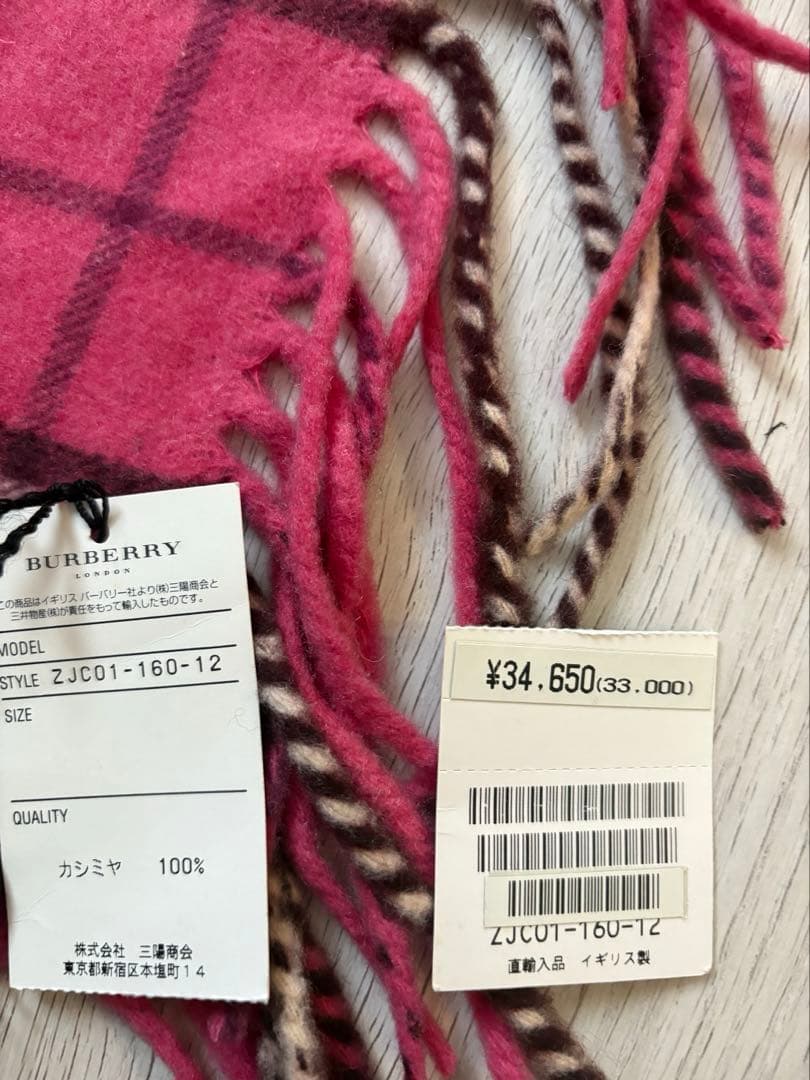 BURBERRY
LONDON
この商品はイギリス バーバリー社より(株)三陽商会と
三井物産(株)が責任をもって輸入したものです。
MODEL
STYLE ZJC01-160-12
SIZE
QUALITY
カシミヤ 100%
株式会社 三陽商会
東京都新宿区本塩町14
¥34,650(33.000)
ZJC01-160-12
直輸入品 イギリス製